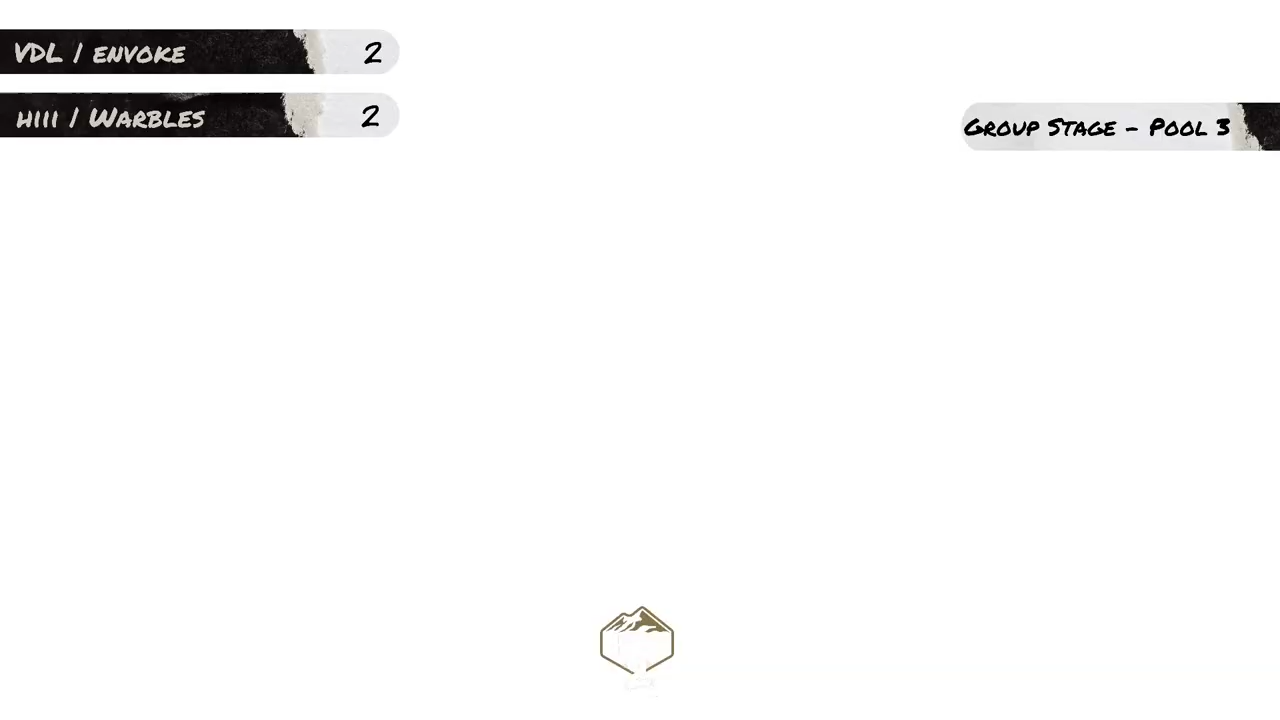 VDL | ENVOKE 2
HIII | WARBLES 2
GROUP STAGE - POOL 3